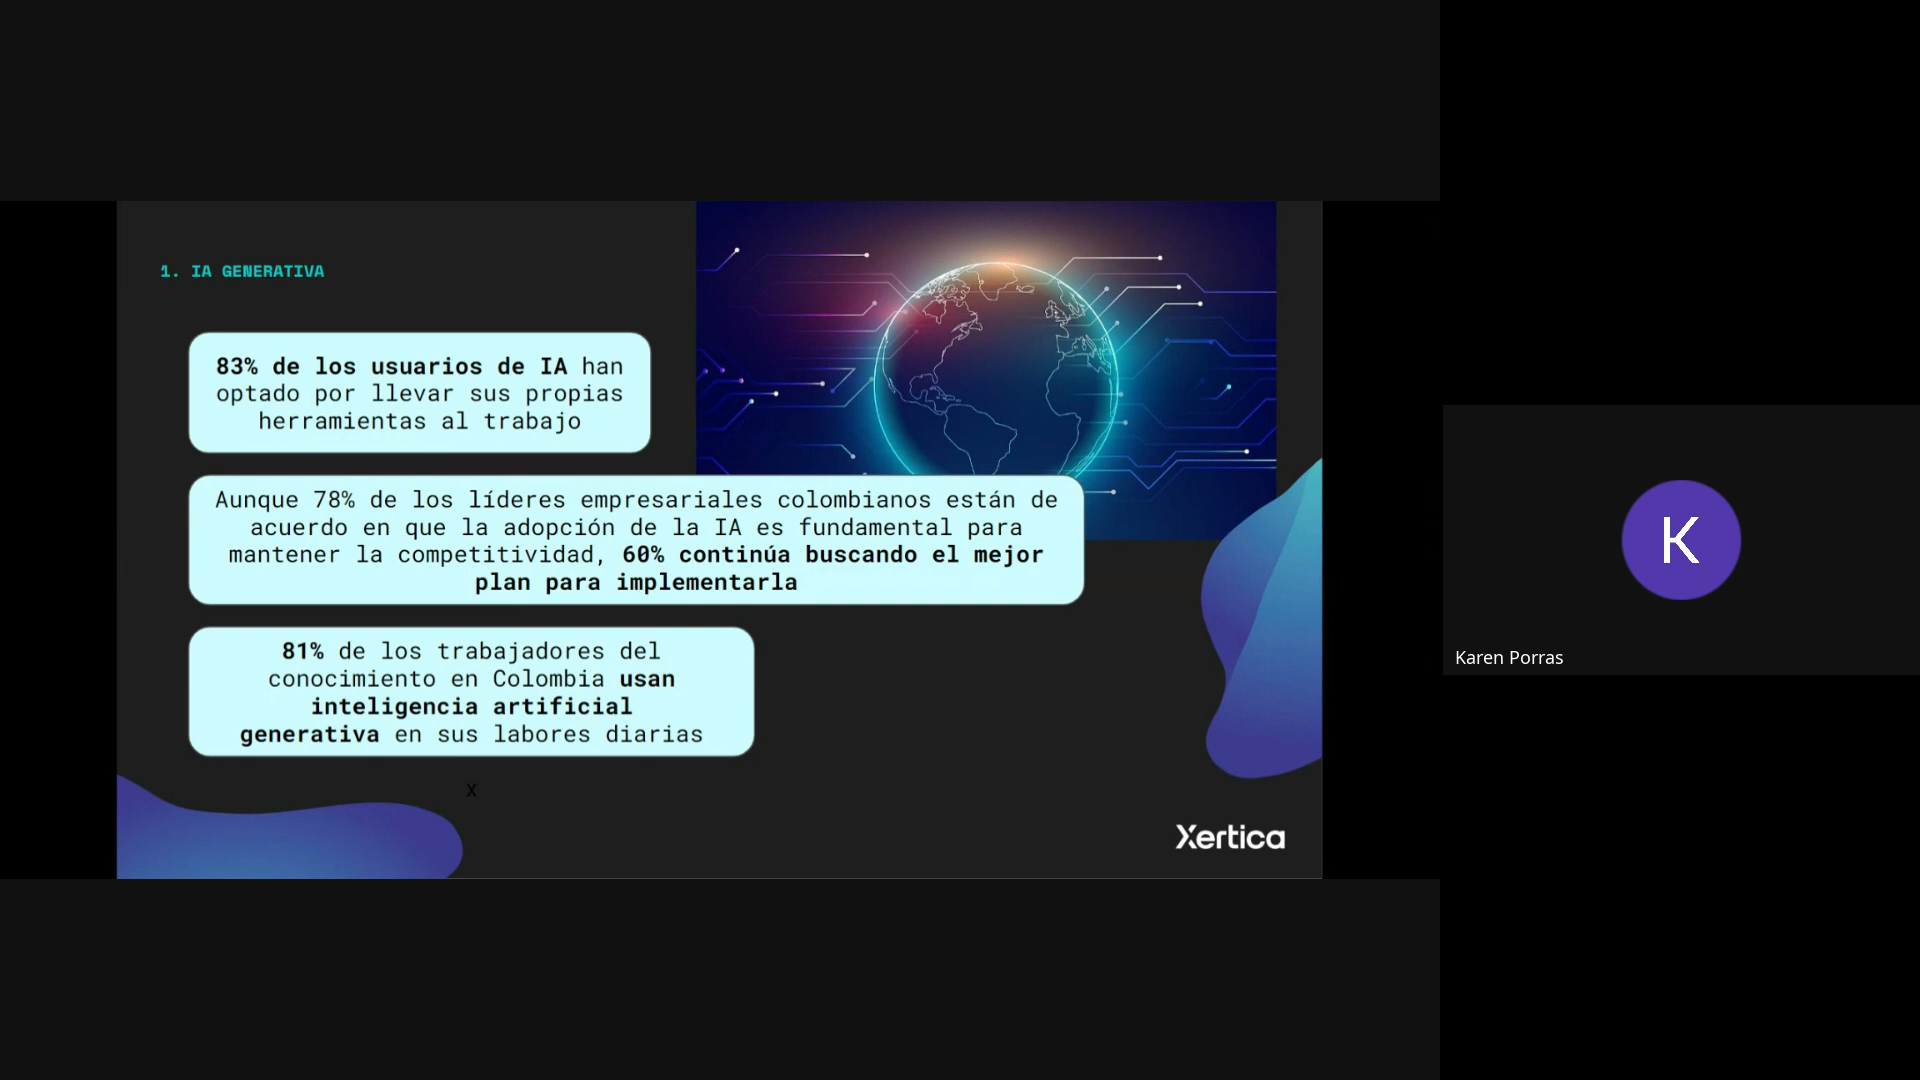 1. IA GENERATIVA
83% de los usuarios de IA han
optado por llevar sus propias
herramientas al trabajo
Aunque 78% de los líderes empresariales colombianos están de
acuerdo en que la adopción de la IA es fundamental para
mantener la competitividad, 60% continúa buscando el mejor
plan para implementarla
81% de los trabajadores del
conocimiento en Colombia usan
inteligencia artificial
generativa en sus labores diarias
x
Xertica
K
Karen Porras